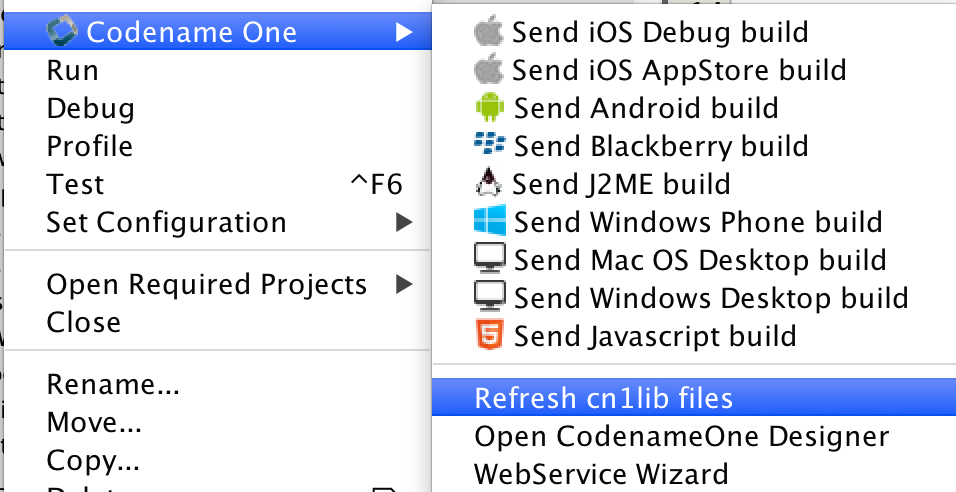 Codename One
Run
Debug
Profile
Test ^F6
Set Configuration
Open Required Projects
Close
Rename...
Move...
Copy...
Send iOS Debug build
Send iOS AppStore build
Send Android build
Send Blackberry build
Send J2ME build
Send Windows Phone build
Send Mac OS Desktop build
Send Windows Desktop build
Send Javascript build
Refresh cn1lib files
Open CodenameOne Designer
WebService Wizard